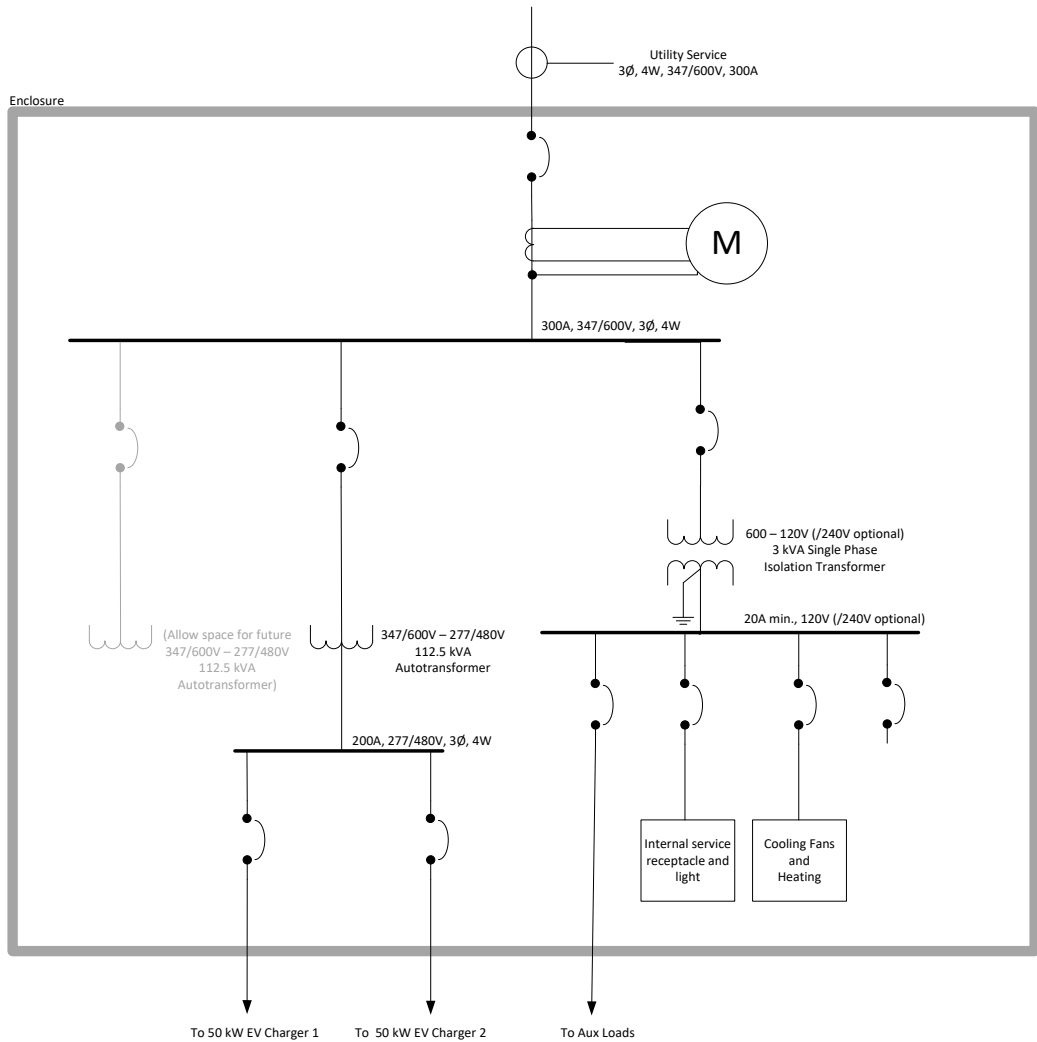 Utility Service
3Ø, 4W, 347/600V, 300A
Enclosure
M
300A, 347/600V, 3Ø, 4W
600 – 120V (/240V optional)
3 kVA Single Phase
Isolation Transformer
20A min., 120V (/240V optional)
(Allow space for future
347/600V – 277/480V
112.5 kVA
Autotransformer)
347/600V – 277/480V
112.5 kVA
Autotransformer
200A, 277/480V, 3Ø, 4W
Internal service
receptacle and
light
Cooling Fans
and
Heating
To 50 kW EV Charger 1
To 50 kW EV Charger 2
To Aux Loads